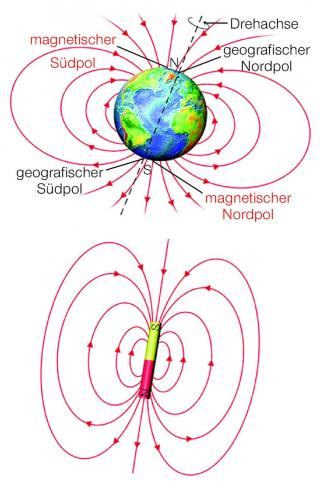 Drehachse
magnetischer
Südpol
geografischer
Nordpol
N
geografischer
Südpol
S
magnetischer
Nordpol
S
N